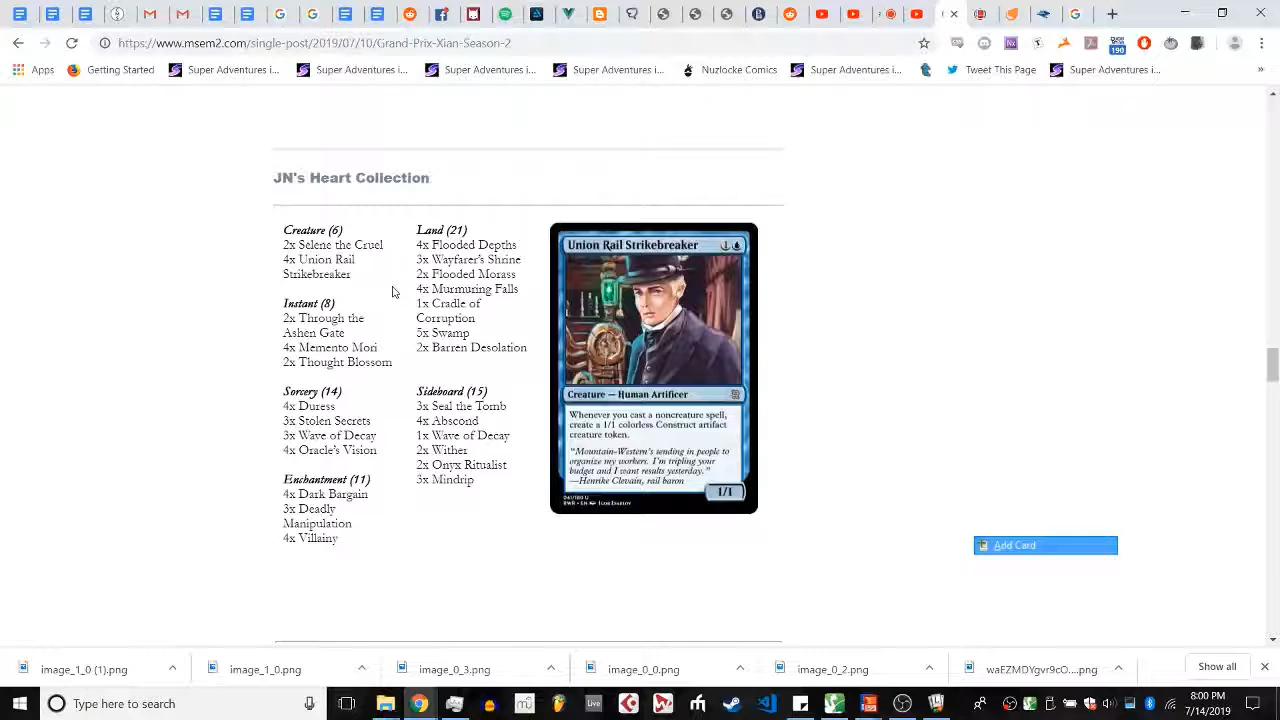 https://www.msem2.com/single-post/2019/07/10/Grand-Prix-Xian-Season-2
190
Apps
Getting Started
Super Adventures i...
Super Adventures i...
Super Adventures i...
Super Adventures i...
Nuzlocke Comics
Super Adventures i...
Tweet This Page
Super Adventures i...
»
JN's Heart Collection
Creature (6)
2x Selene the Cruel
4x Union Rail
Strikebreaker
Instant (8)
2x Through the
Ashen Gate
4x Memento Mori
2x Thought Blossom
Sorcery (14)
4x Duress
3x Stolen Secrets
3x Wave of Decay
4x Oracle's Vision
Enchantment (11)
4x Dark Bargain
3x Deadly
Manipulation
4x Villainy
Land (21)
4x Flooded Depths
3x Wayfarer's Shrine
2x Flooded Morass
4x Murmuring Falls
1x Cradle of
Corruption
5x Swamp
2x Barren Desolation
Sideboard (15)
3x Seal the Tomb
4x Abscond
1x Wave of Decay
2x Wither
2x Onyx Ritualist
3x Mindrip
Union Rail Strikebreaker
1
Creature — Human Artificer
Whenever you cast a noncreature spell,
create a 1/1 colorless Construct artifact
creature token.
"Mountain-Western's sending in people to
organize my workers. I'm tripling your
budget and I want results yesterday."
—Henrike Clevain, rail baron
1/1
Add Card
image_1_0 (1).png
image_1_0.png
image_0_3.png
image_0_0.png
image_0_2.png
waEZMDYgvr9cO....png
Show all
Type here to search
Live
8:00 PM
7/14/2019